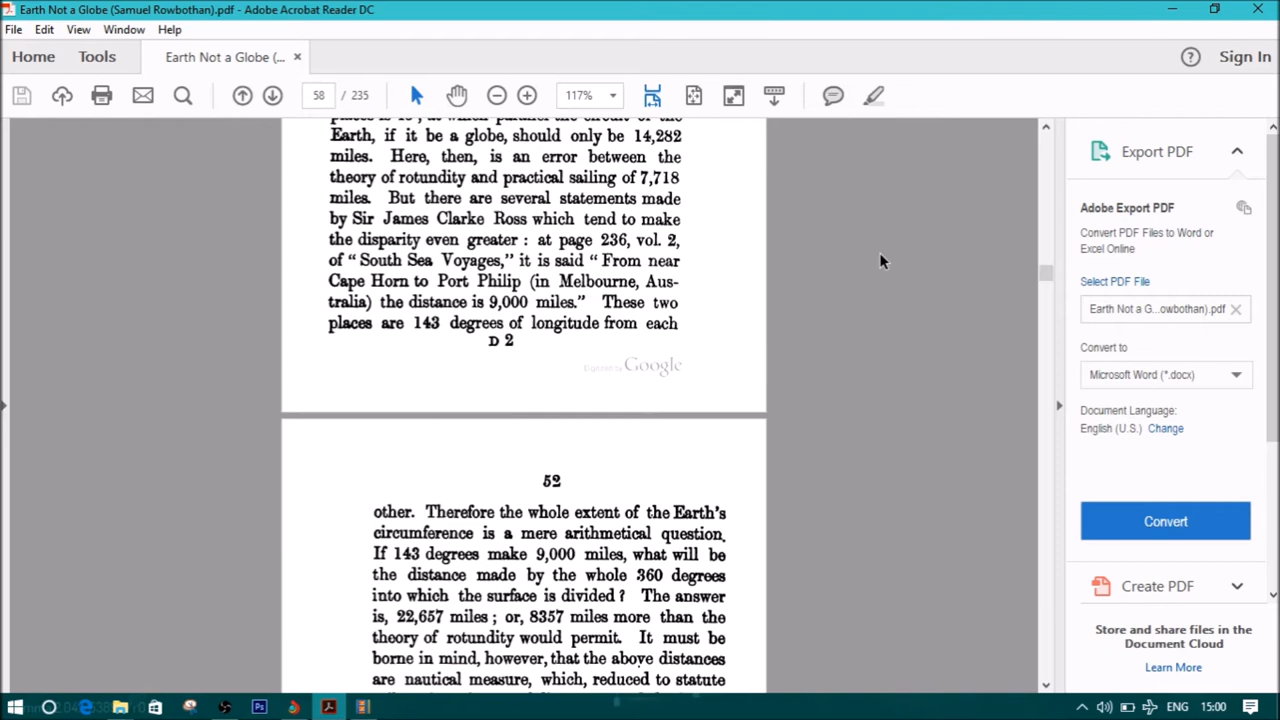 Earth Not a Globe (Samuel Rowbothan).pdf - Adobe Acrobat Reader DC
File Edit View Window Help
Home Tools Earth Not a Globe (... × Sign In
58 / 235 117%
Earth, if it be a globe, should only be 14,282
miles. Here, then, is an error between the
theory of rotundity and practical sailing of 7,718
miles. But there are several statements made
by Sir James Clarke Ross which tend to make
the disparity even greater : at page 236, vol. 2,
of “ South Sea Voyages,” it is said “ From near
Cape Horn to Port Philip (in Melbourne, Aus-
tralia) the distance is 9,000 miles.” These two
places are 143 degrees of longitude from each
D 2
Digitized by Google
52
other. Therefore the whole extent of the Earth's
circumference is a mere arithmetical question.
If 143 degrees make 9,000 miles, what will be
the distance made by the whole 360 degrees
into which the surface is divided ? The answer
is, 22,657 miles ; or, 8357 miles more than the
theory of rotundity would permit. It must be
borne in mind, however, that the above distances
are nautical measure, which, reduced to statute
Export PDF
Adobe Export PDF
Convert PDF Files to Word or
Excel Online
Select PDF File
Earth Not a G...owbothan).pdf ×
Convert to
Microsoft Word (*.docx)
Document Language:
English (U.S.) Change
Convert
Create PDF
Store and share files in the
Document Cloud
Learn More
ENG 15:00